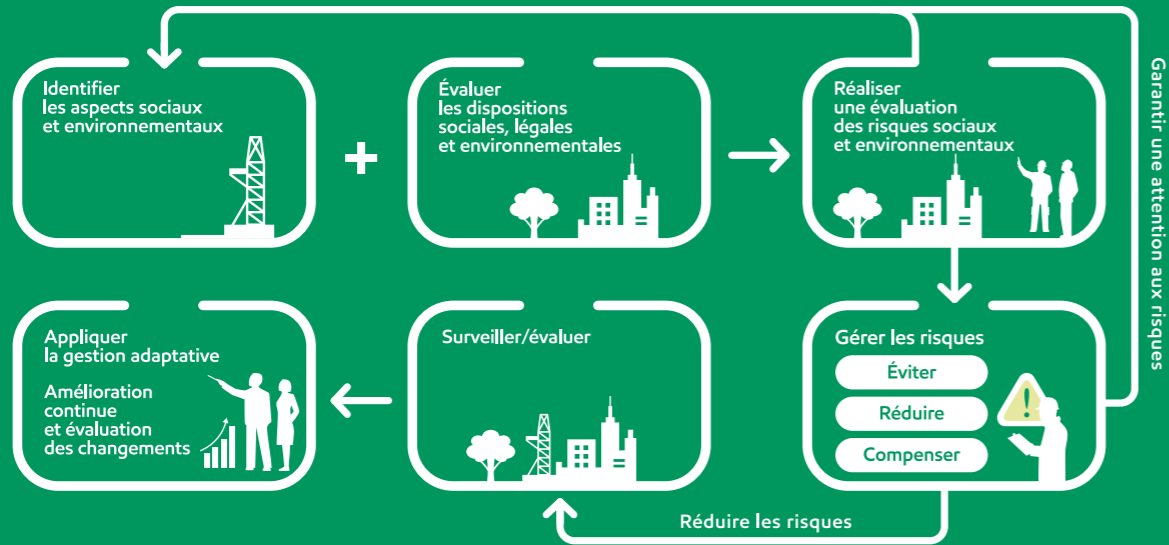 Identifier
les aspects sociaux
et environnementaux
Évaluer
les dispositions
sociales, légales
et environnementales
Réaliser
une évaluation
des risques sociaux
et environnementaux
Garantir une attention aux risques
Appliquer
la gestion adaptative
Amélioration
continue
et évaluation
des changements
Surveiller/évaluer
Gérer les risques
Éviter
Réduire
Compenser
Réduire les risques